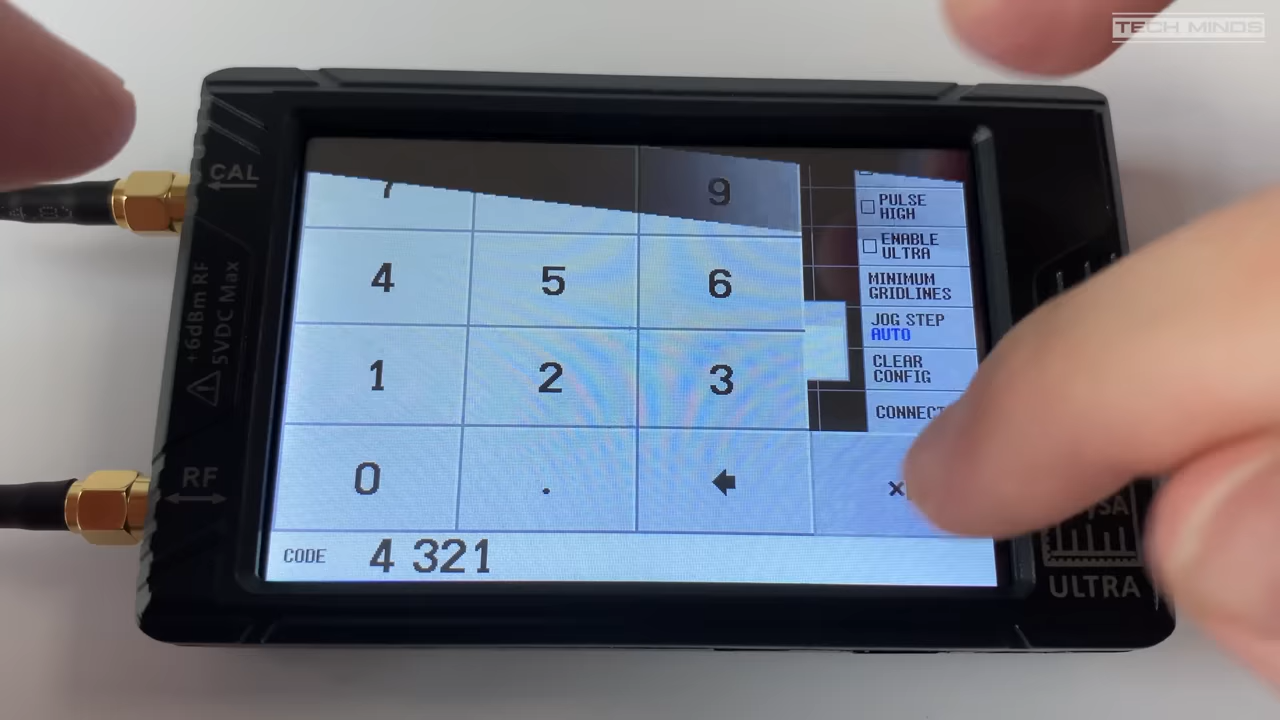 TECH MINDS
CAL
+6dBm RF
5VDC Max
RF
7
9
4 5 6
1 2 3
0 .
×
PULSE
HIGH
ENABLE
ULTRA
MINIMUM
GRIDLINES
JOG STEP
AUTO
CLEAR
CONFIG
CODE 4 321
ULTRA